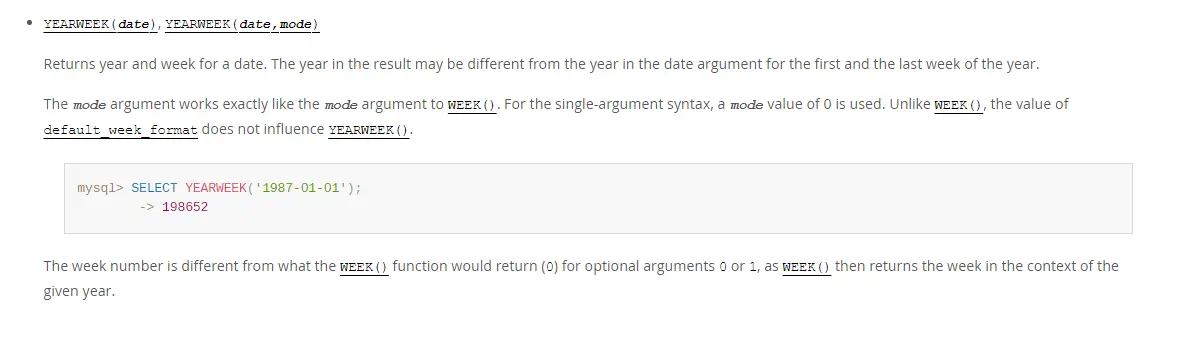 YEARWEEK(date), YEARWEEK(date,mode)
Returns year and week for a date. The year in the result may be different from the year in the date argument for the first and the last week of the year.
The mode argument works exactly like the mode argument to WEEK(). For the single-argument syntax, a mode value of 0 is used. Unlike WEEK(), the value of
default_week_format does not influence YEARWEEK().
mysql> SELECT YEARWEEK('1987-01-01');
-> 198652
The week number is different from what the WEEK() function would return (0) for optional arguments 0 or 1, as WEEK() then returns the week in the context of the
given year.